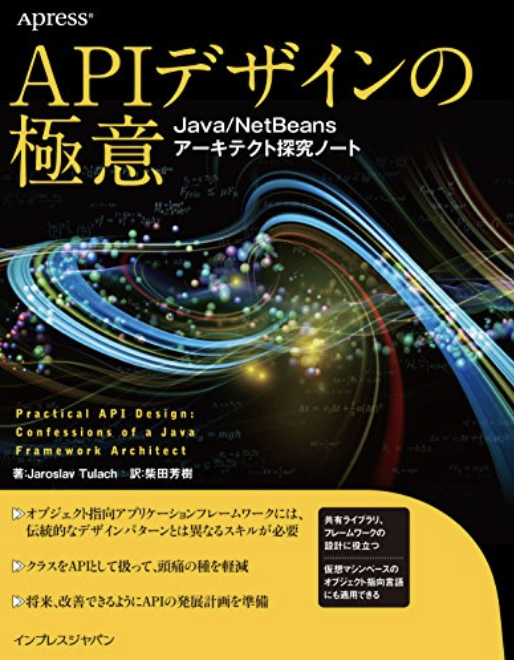 Apress®
APIデザインの
極意
Java/NetBeans
アーキテクト探究ノート
Practical API Design:
Confessions of a Java
Framework Architect
著:Jaroslav Tulach 訳:柴田芳樹
オブジェクト指向アプリケーションフレームワークには、
伝統的なデザインパターンとは異なるスキルが必要
クラスをAPIとして扱って、頭痛の種を軽減
将来、改善できるようにAPIの発展計画を準備
共有ライブラリ、
フレームワークの
設計に役立つ
仮想マシンベースの
オブジェクト指向言語
にも適用できる
インプレスジャパン